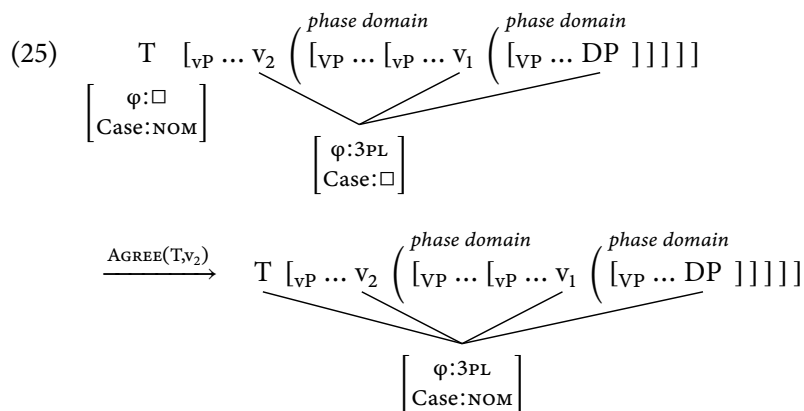 phase domain phase domain
(25) T [vP ... v2 ( [VP ... [vP ... v1 ( [VP ... DP ] ] ] ] ]
[ φ:□
Case:NOM ]
[ φ:3PL
Case:□ ]
phase domain phase domain
AGREE(T,v2) → T [vP ... v2 ( [VP ... [vP ... v1 ( [VP ... DP ] ] ] ] ]
[ φ:3PL
Case:NOM ]